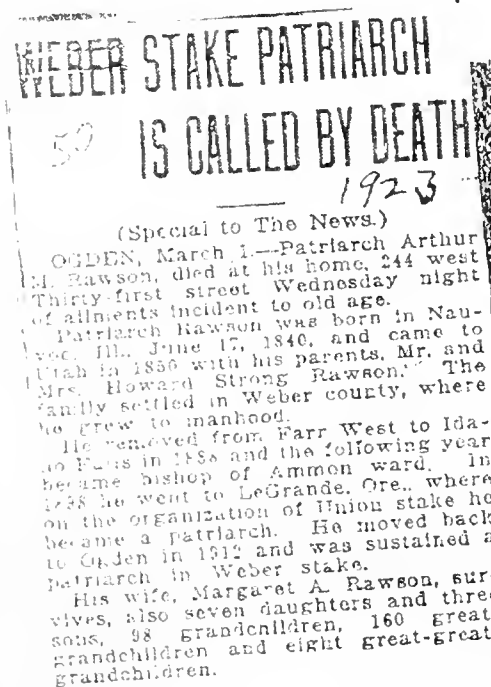 WEBER STAKE PATRIARCH
59
IS CALLED BY DEATH
1923
(Special to The News.)
OGDEN, March 1.—Patriarch Arthur
M. Rawson, died at his home, 244 west
Thirty-first street Wednesday night
of ailments incident to old age.
Patriarch Rawson was born in Nau-
voo, Ill., June 17, 1840, and came to
Utah in 1850 with his parents, Mr. and
Mrs. Howard Strong Rawson. The
family settled in Weber county, where
he grew to manhood.
He removed from Farr West to Ida-
ho Falls in 1888 and the following year
became bishop of Ammon ward. In
1898 he went to LeGrande, Ore., where
on the organization of Union stake he
became a patriarch. He moved back
to Ogden in 1912 and was sustained a
patriarch in Weber stake.
His wife, Margaret A. Rawson, sur-
vives, also seven daughters and three
sons, 98 grandchildren, 160 great
grandchildren and eight great-great
grandchildren.